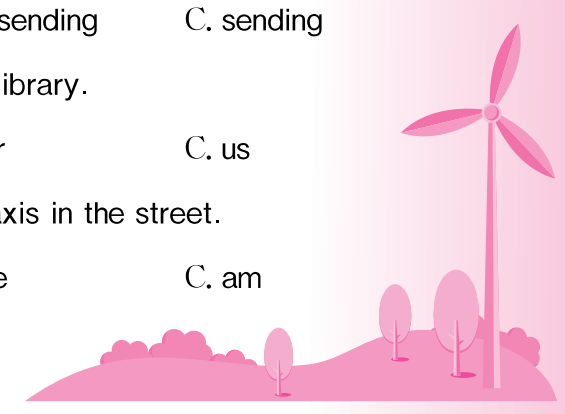 sending C. sending
ibrary.
r C. us
axis in the street.
e C. am